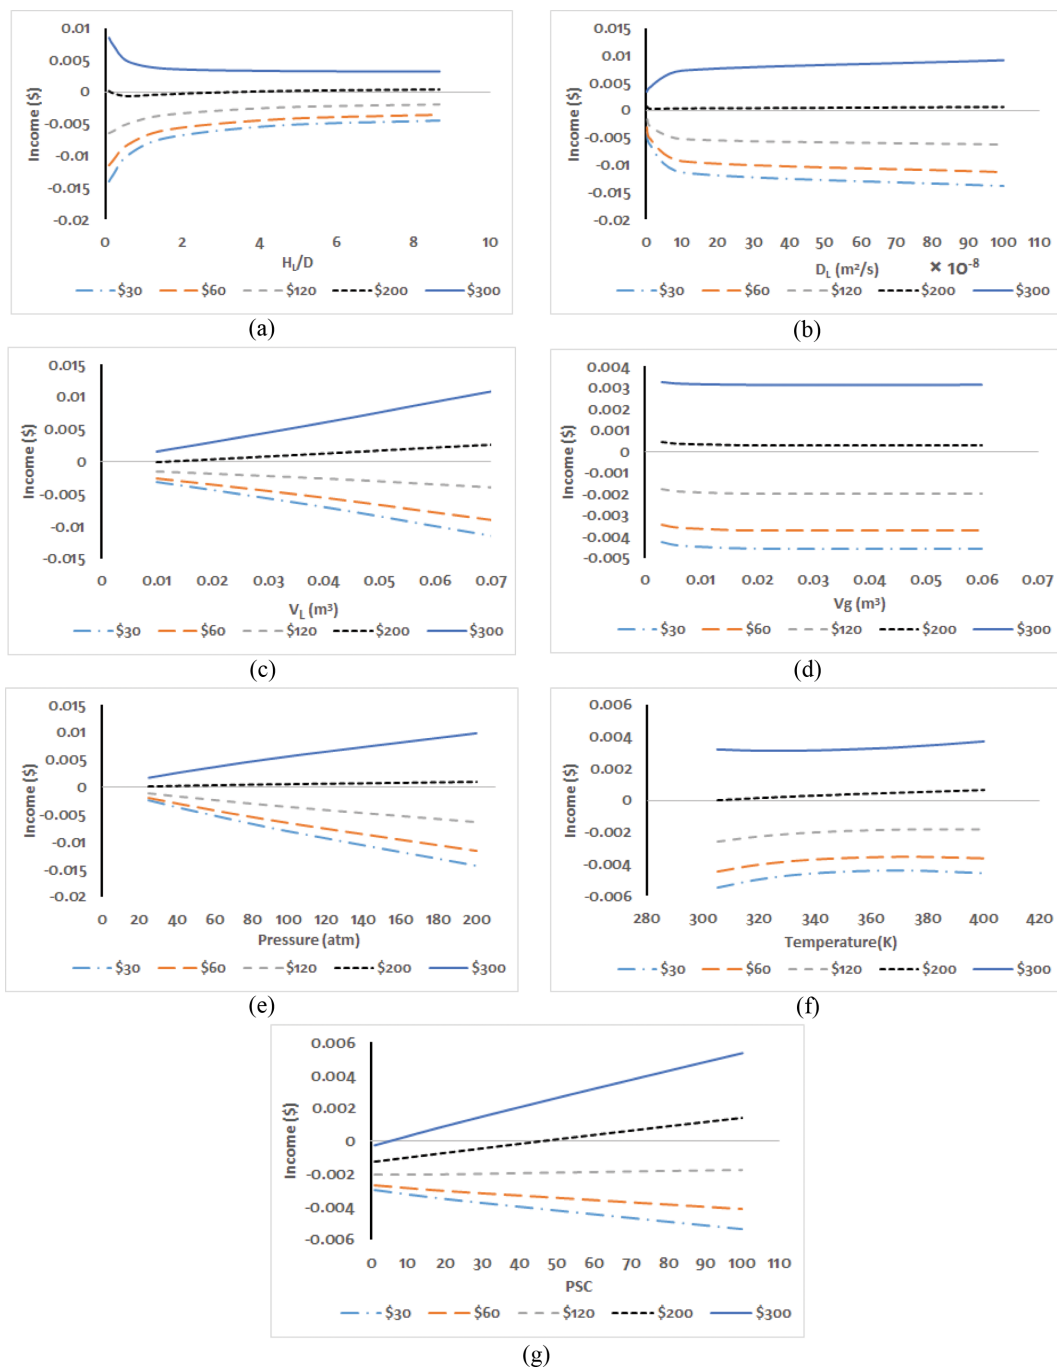 0.01
0.005
0
-0.005
-0.01
-0.015
-0.02
Income ($)
0 2 4 6 8 10
H_L/D
$30 $60 $120 $200 $300
(a)
0.015
0.01
0.005
0
-0.005
-0.01
-0.015
-0.02
Income ($)
0 10 20 30 40 50 60 70 80 90 100
D_L (m²/s) × 10⁻⁸
$30 $60 $120 $200 $300
(b)
0.015
0.01
0.005
0
-0.005
-0.01
-0.015
Income ($)
0 0.01 0.02 0.03 0.04 0.05 0.06 0.07
V_L (m³)
$30 $60 $120 $200 $300
(c)
0.004
0.003
0.002
0.001
0
-0.001
-0.002
-0.003
-0.004
-0.005
Income ($)
0 0.01 0.02 0.03 0.04 0.05 0.06 0.07
Vg (m³)
$30 $60 $120 $200 $300
(d)
0.015
0.01
0.005
0
-0.005
-0.01
-0.015
-0.02
Income ($)
0 20 40 60 80 100 120 140 160 180 200
Pressure (atm)
$30 $60 $120 $200 $300
(e)
0.006
0.004
0.002
0
-0.002
-0.004
-0.006
Income ($)
280 300 320 340 360 380 400 420
Temperature(K)
$30 $60 $120 $200 $300
(f)
0.006
0.004
0.002
0
-0.002
-0.004
-0.006
Income ($)
0 10 20 30 40 50 60 70 80 90 100 110
PSC
$30 $60 $120 $200 $300
(g)